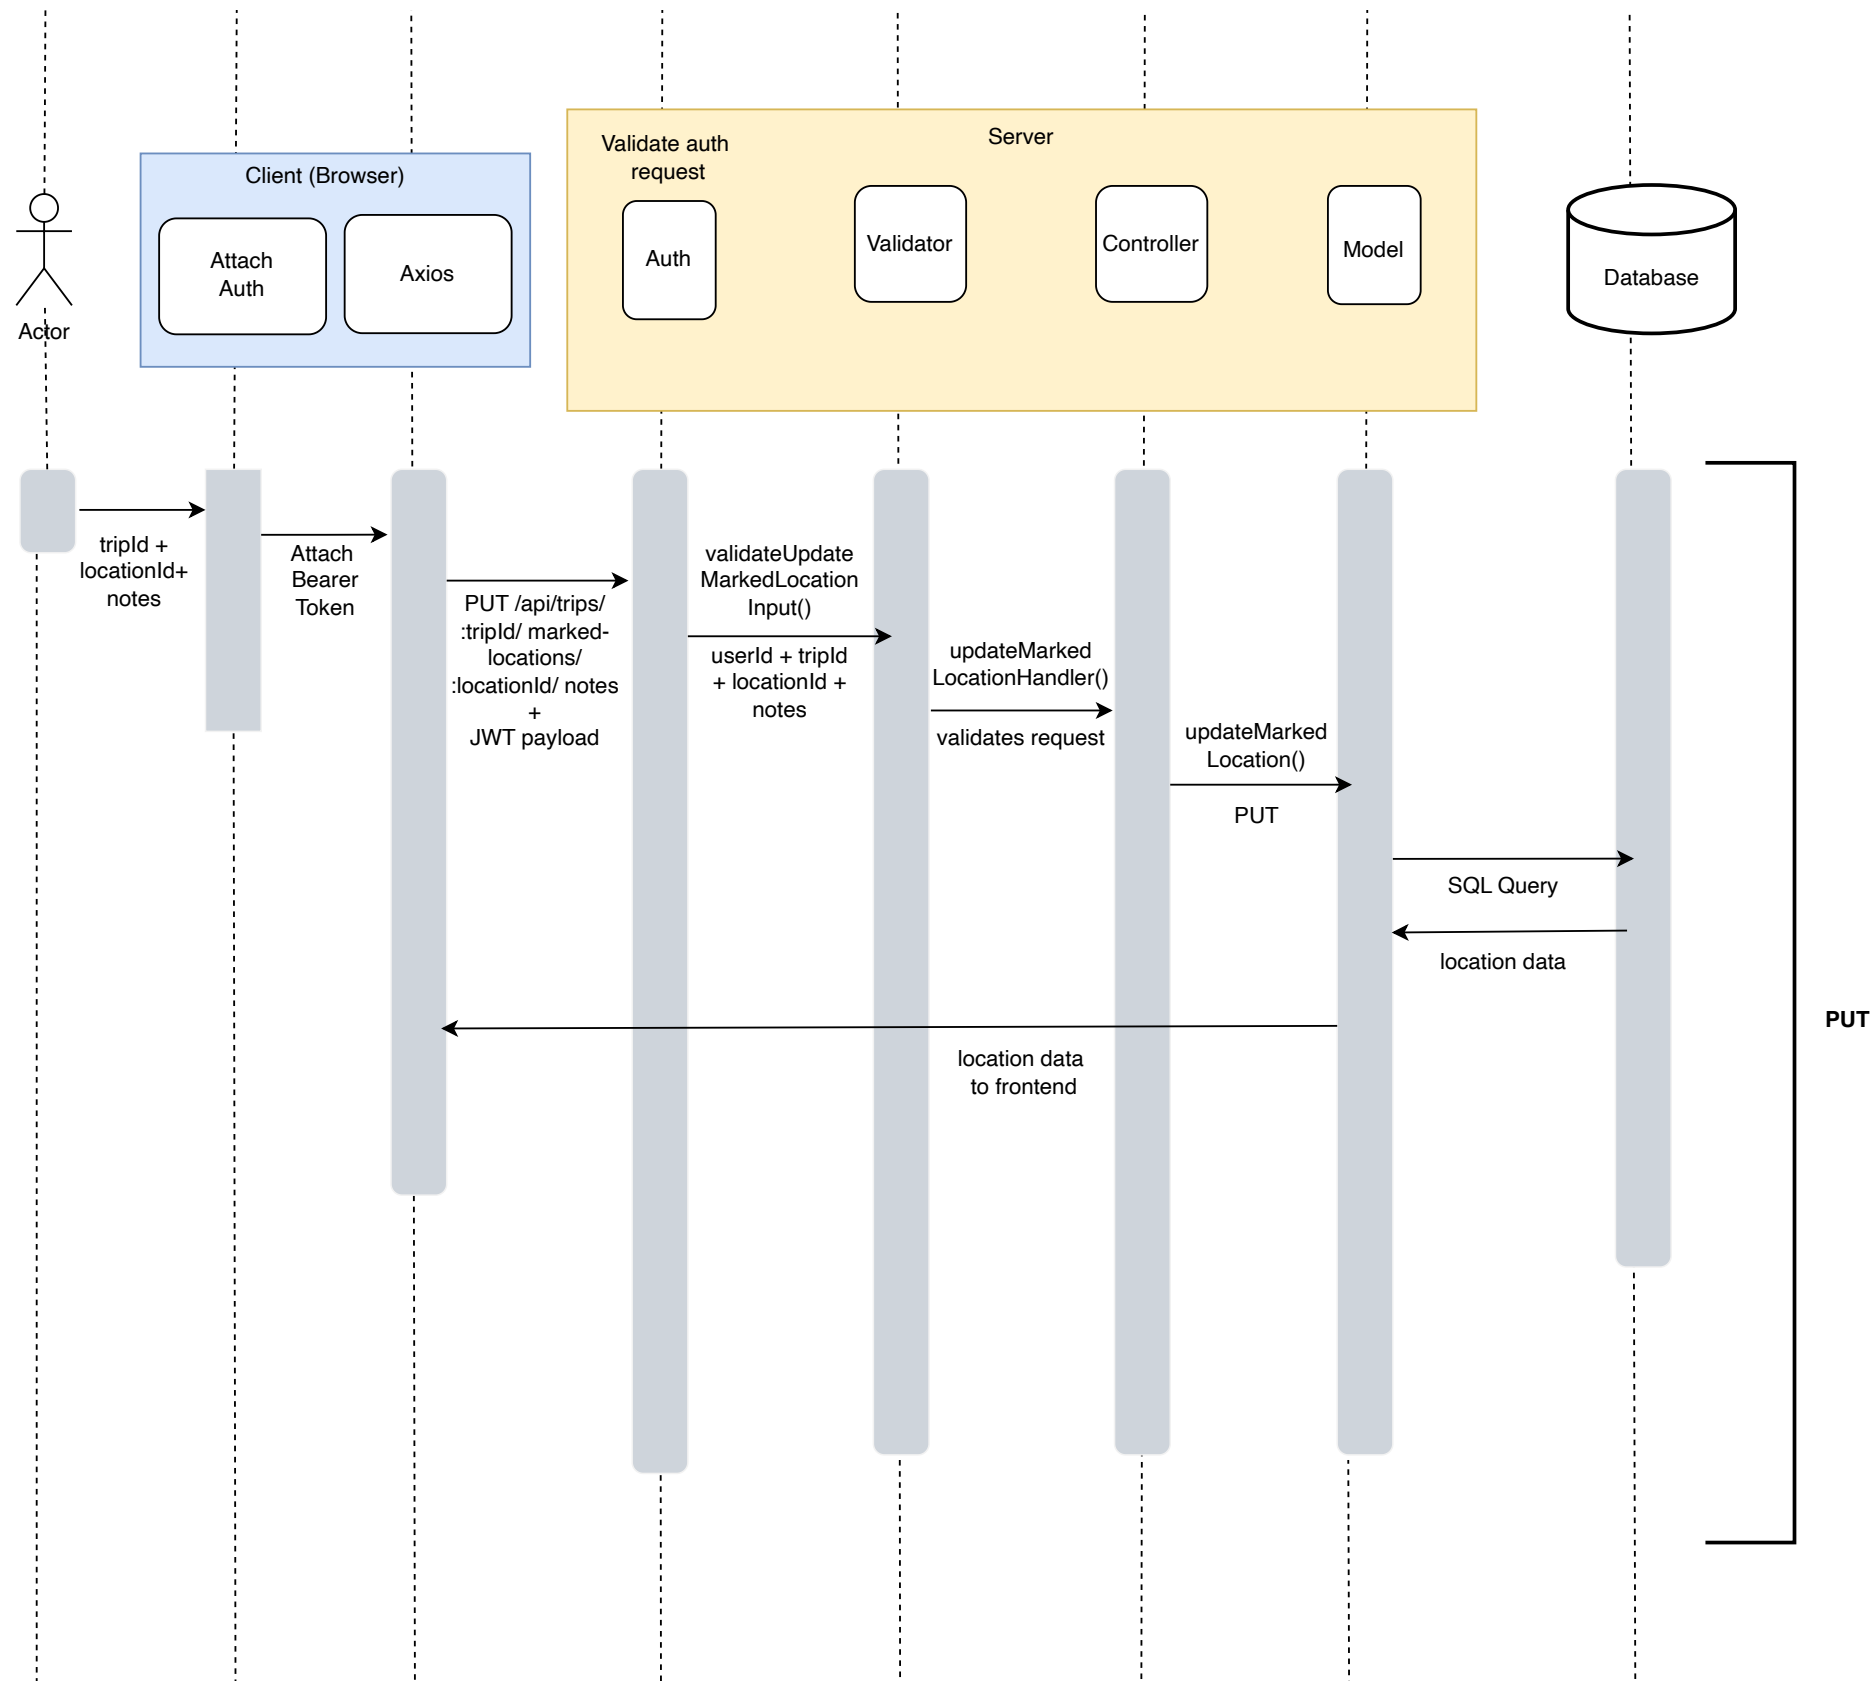 Server
Validate auth
request
Client (Browser)
Attach
Auth
Axios
Auth
Validator
Controller
Model
Database
Actor
tripId +
locationId+
notes
Attach
Bearer
Token
PUT /api/trips/
:tripId/ marked-
locations/
:locationId/ notes
+
JWT payload
validateUpdate
MarkedLocation
Input()
userId + tripId
+ locationId +
notes
updateMarked
LocationHandler()
validates request
updateMarked
Location()
PUT
SQL Query
location data
location data
to frontend
PUT